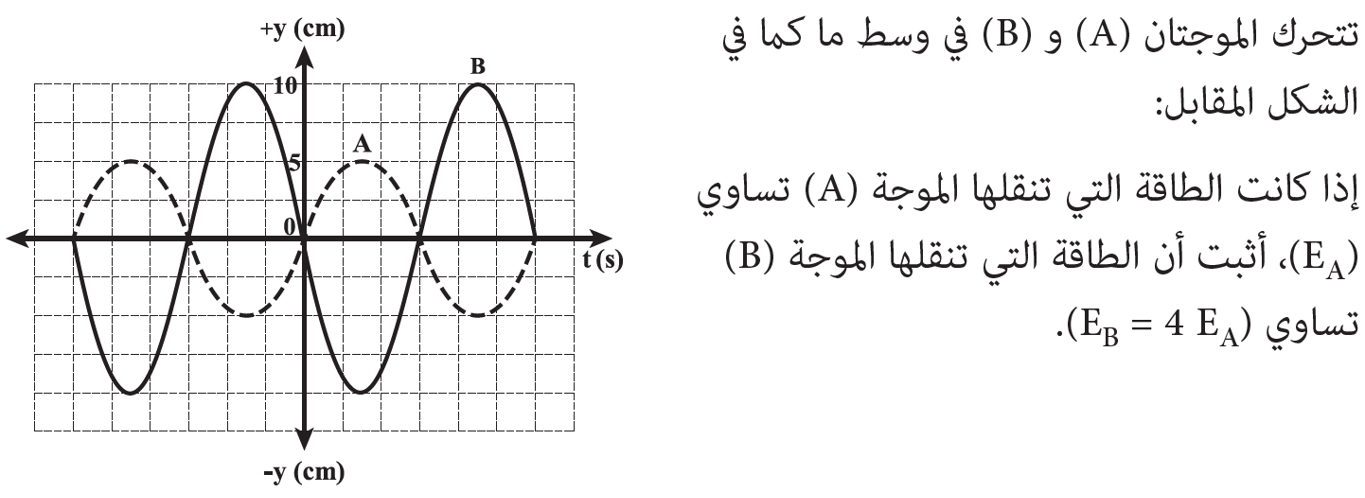 تتحرك الموجتان (A) و (B) في وسط ما كما في
الشكل المقابل:
إذا كانت الطاقة التي تنقلها الموجة (A) تساوي
(E_A)، أثبت أن الطاقة التي تنقلها الموجة (B)
تساوي (E_B = 4 E_A).
+y (cm)
B
10
A
5
0
t (s)
-y (cm)